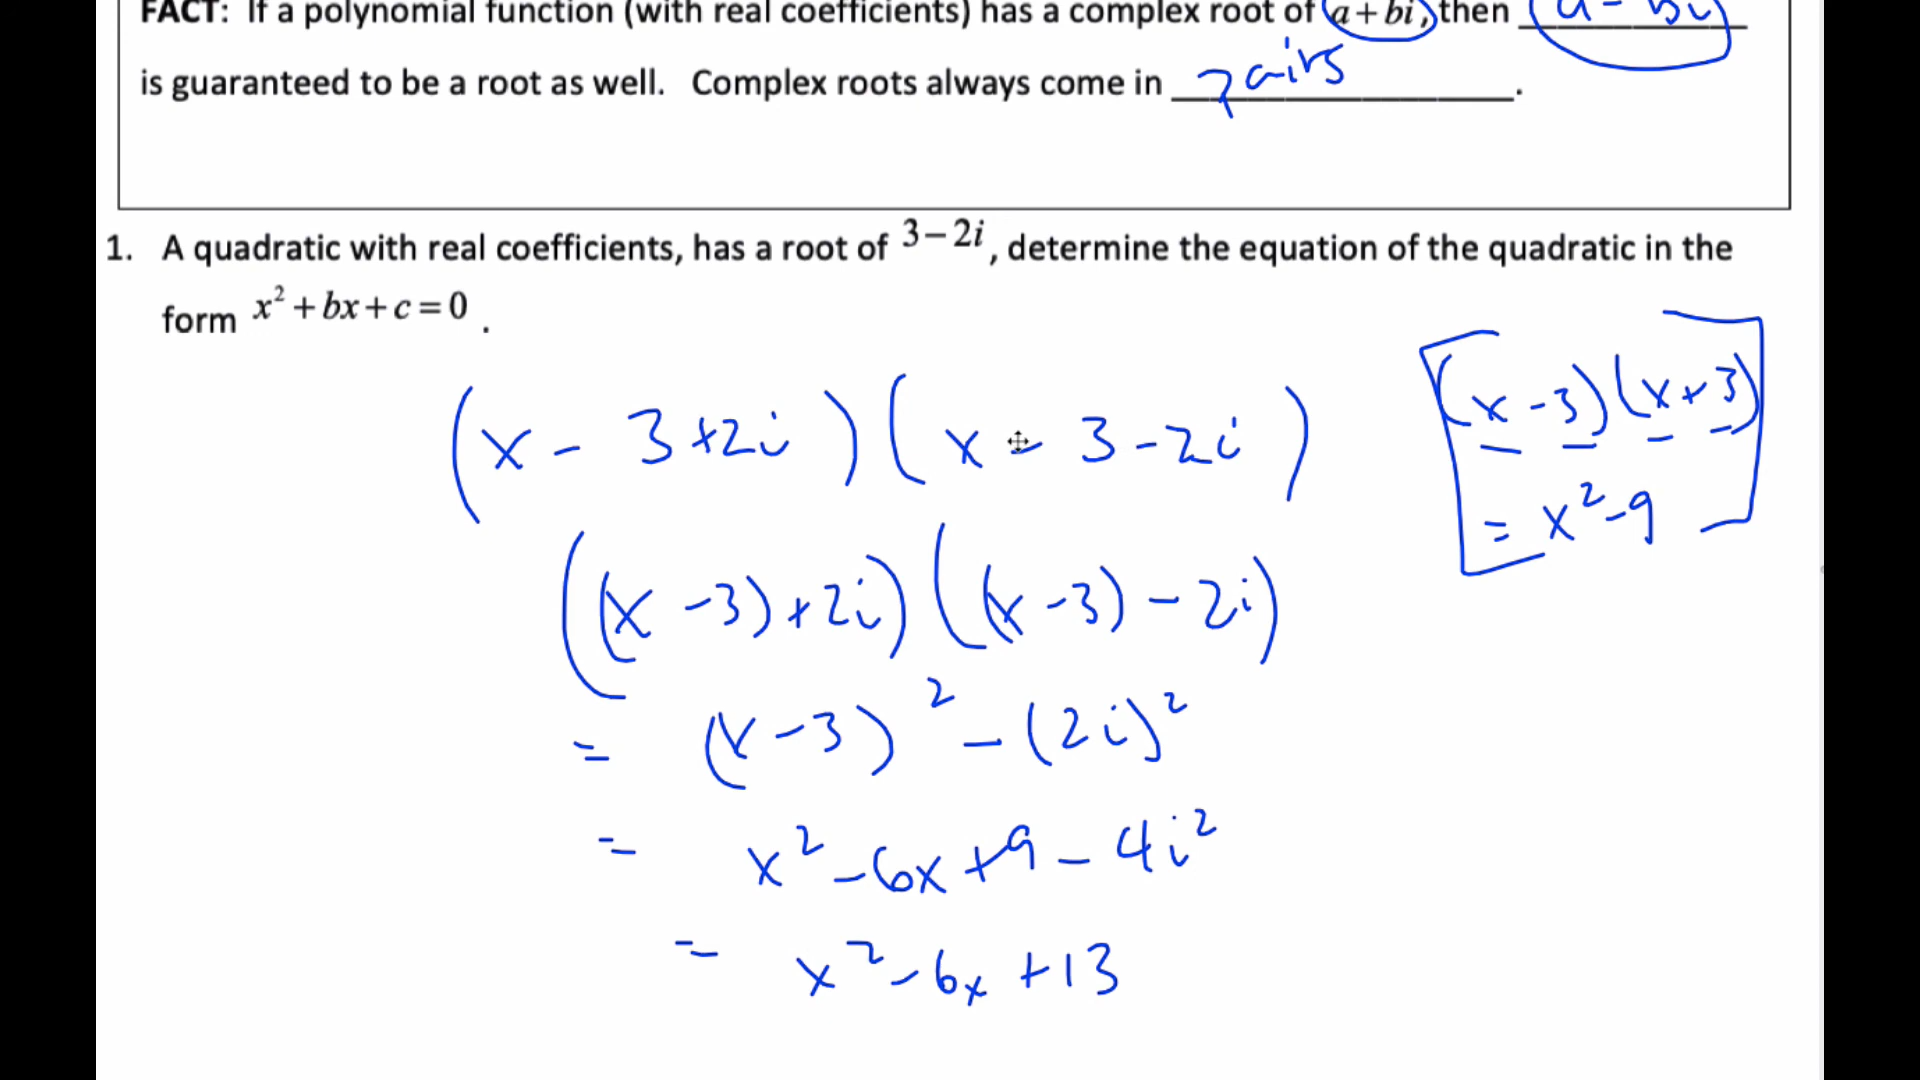 FACT: If a polynomial function (with real coefficients) has a complex root of a + bi, then (a - bi)
is guaranteed to be a root as well. Complex roots always come in pairs.
1. A quadratic with real coefficients, has a root of 3 − 2i, determine the equation of the quadratic in the
form x² + bx + c = 0 .
(x - 3 + 2i)(x - 3 - 2i)
((x - 3) + 2i)((x - 3) - 2i)
= (x - 3)² - (2i)²
= x² - 6x + 9 - 4i²
= x² - 6x + 13
(x - 3)(x + 3)
= x² - 9